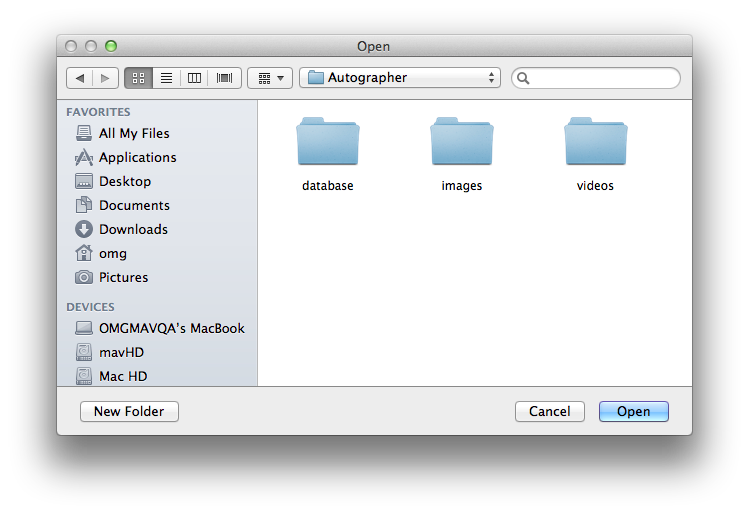 Open
Autographer
FAVORITES
All My Files
Applications
Desktop
Documents
Downloads
omg
Pictures
DEVICES
OMGMAVQA's MacBook
mavHD
Mac HD
database
images
videos
New Folder
Cancel
Open